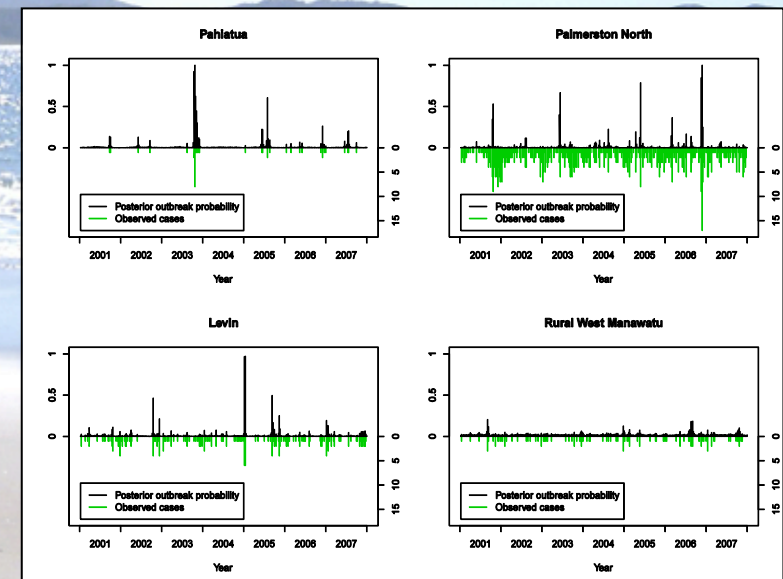 Pahiatua
Palmerston North
1
0.5
0
0
5
10
15
Posterior outbreak probability
Observed cases
2001 2002 2003 2004 2005 2006 2007
Year
1
0.5
0
0
5
10
15
Posterior outbreak probability
Observed cases
2001 2002 2003 2004 2005 2006 2007
Year
Levin
Rural West Manawatu
1
0.5
0
0
5
10
15
Posterior outbreak probability
Observed cases
2001 2002 2003 2004 2005 2006 2007
Year
1
0.5
0
0
5
10
15
Posterior outbreak probability
Observed cases
2001 2002 2003 2004 2005 2006 2007
Year